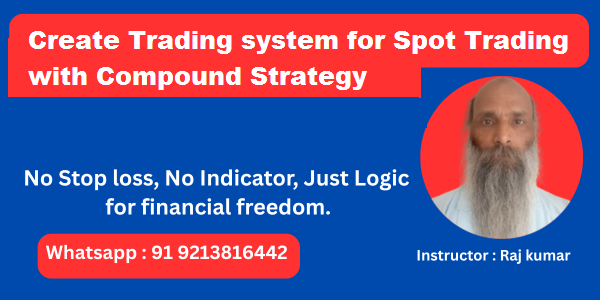 Create Trading system for Spot Trading
with Compound Strategy
No Stop loss, No Indicator, Just Logic
for financial freedom.
Whatsapp : 91 9213816442
Instructor : Raj kumar